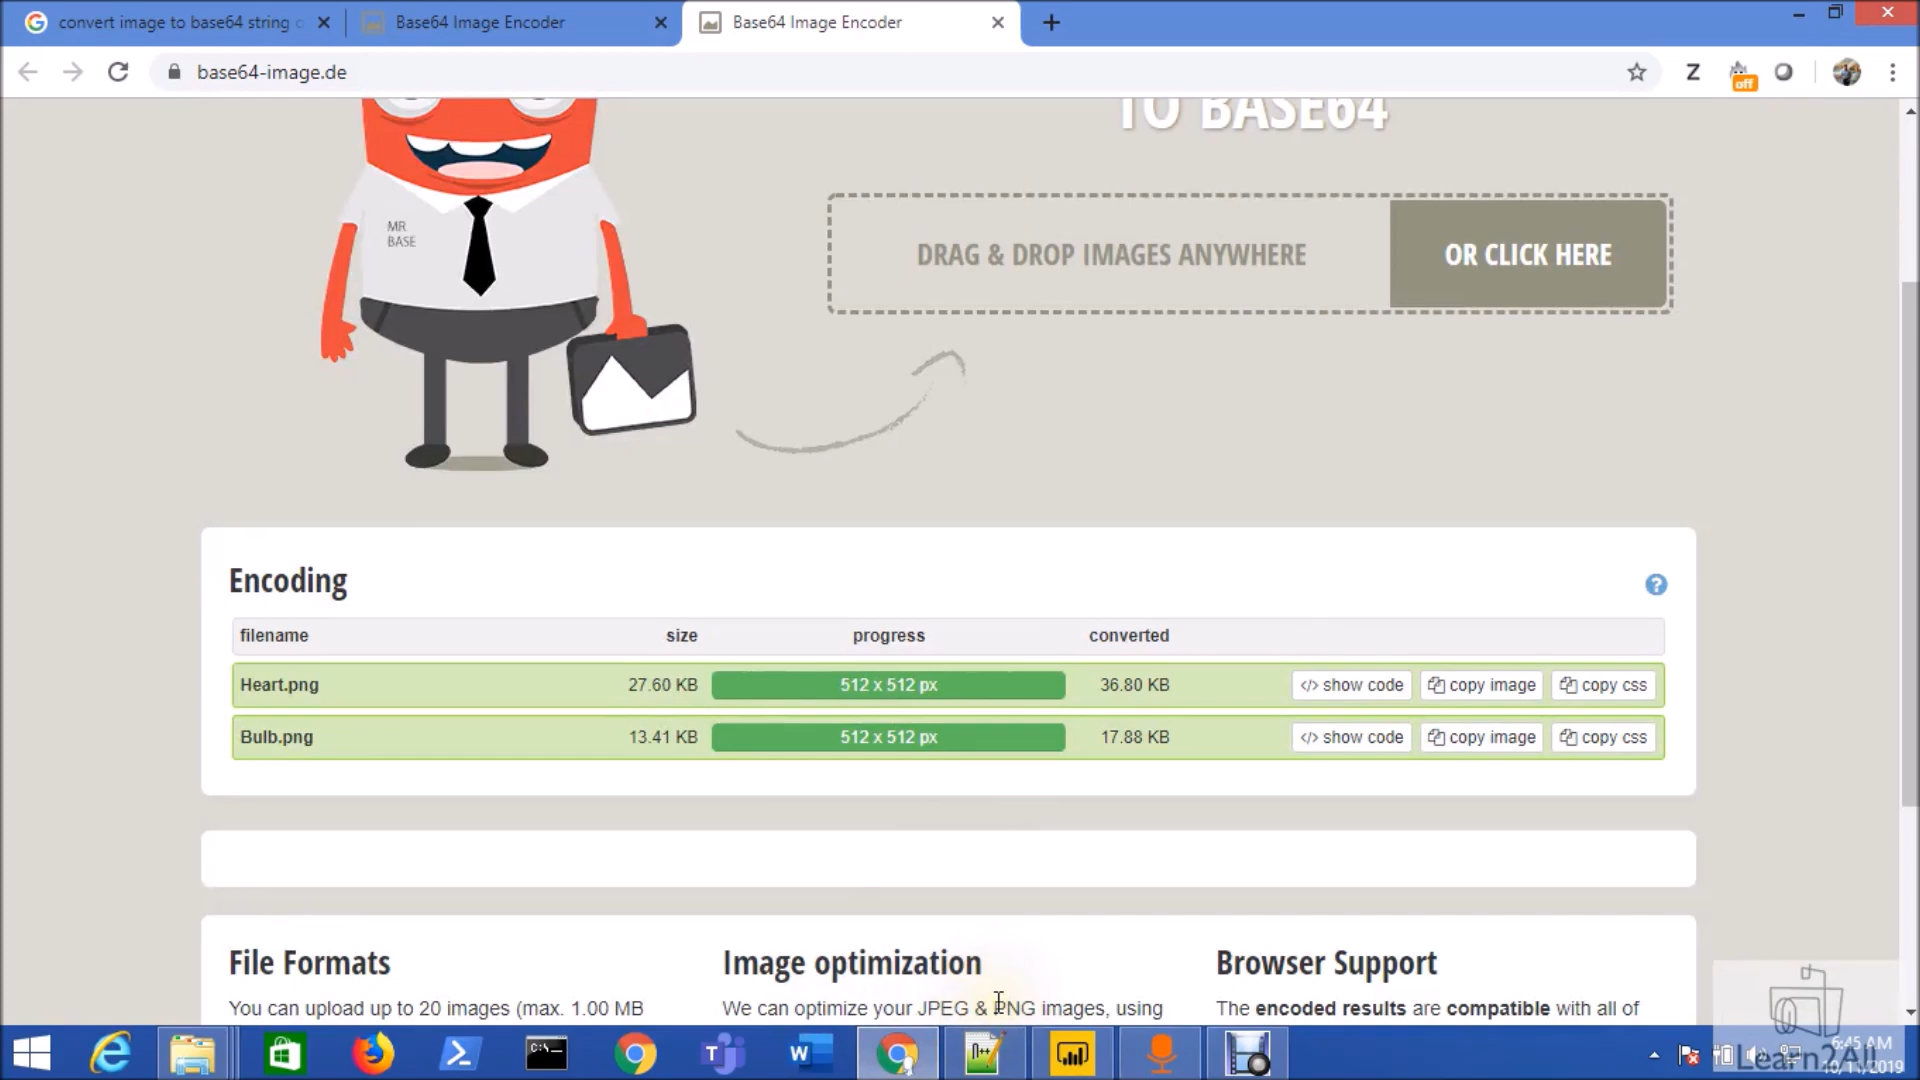 convert image to base64 string
Base64 Image Encoder
Base64 Image Encoder
base64-image.de
Z
off
TO BASE64
MR
BASE
DRAG & DROP IMAGES ANYWHERE
OR CLICK HERE
Encoding
?
filename size progress converted
Heart.png 27.60 KB 512 x 512 px 36.80 KB </> show code copy image copy css
Bulb.png 13.41 KB 512 x 512 px 17.88 KB </> show code copy image copy css
File Formats
You can upload up to 20 images (max. 1.00 MB
Image optimization
We can optimize your JPEG & PNG images, using
Browser Support
The encoded results are compatible with all of
6:45 AM
10/11/2019
Learn2All